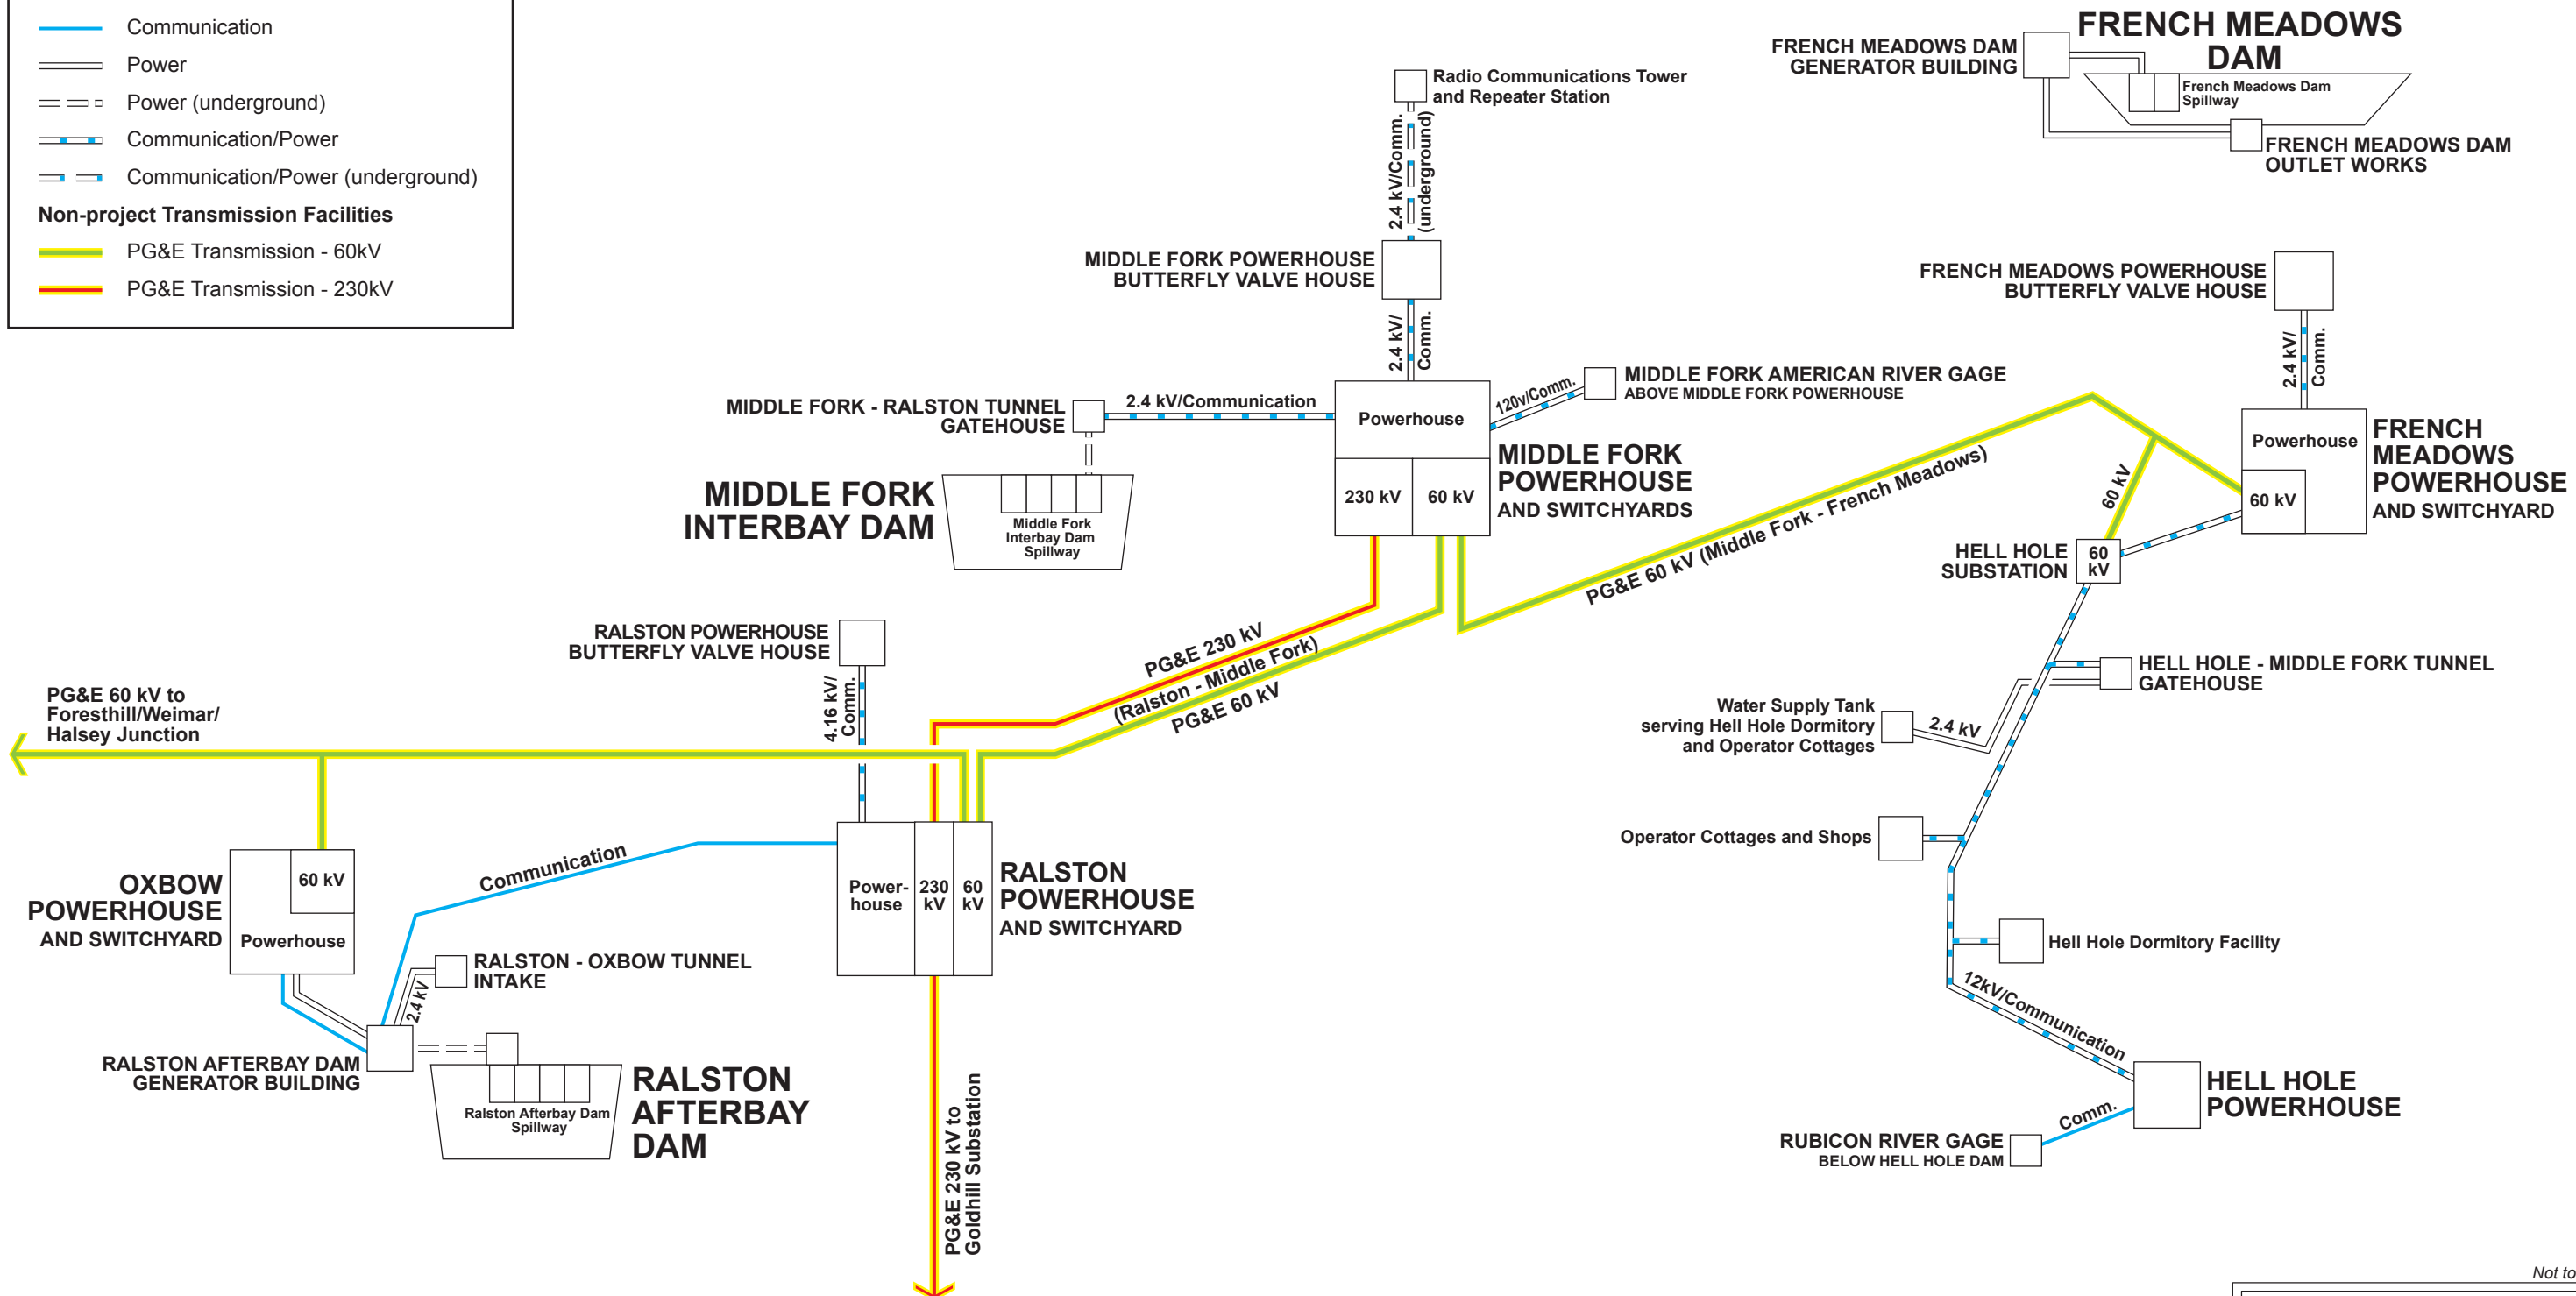 Communication
Power
Power (underground)
Communication/Power
Communication/Power (underground)
Non-project Transmission Facilities
PG&E Transmission - 60kV
PG&E Transmission - 230kV
Radio Communications Tower
and Repeater Station
2.4 kV/Comm.
(underground)
MIDDLE FORK POWERHOUSE
BUTTERFLY VALVE HOUSE
2.4 kV/
Comm.
FRENCH MEADOWS DAM
GENERATOR BUILDING
FRENCH MEADOWS
DAM
French Meadows Dam
Spillway
FRENCH MEADOWS DAM
OUTLET WORKS
FRENCH MEADOWS POWERHOUSE
BUTTERFLY VALVE HOUSE
2.4 kV/
Comm.
MIDDLE FORK - RALSTON TUNNEL
GATEHOUSE
2.4 kV/Communication
Powerhouse
230 kV
60 kV
120v/Comm.
MIDDLE FORK AMERICAN RIVER GAGE
ABOVE MIDDLE FORK POWERHOUSE
MIDDLE FORK
POWERHOUSE
AND SWITCHYARDS
MIDDLE FORK
INTERBAY DAM
Middle Fork
Interbay Dam
Spillway
PG&E 60 kV (Middle Fork - French Meadows)
60 kV
Powerhouse
60 kV
FRENCH
MEADOWS
POWERHOUSE
AND SWITCHYARD
HELL HOLE
SUBSTATION
60
kV
RALSTON POWERHOUSE
BUTTERFLY VALVE HOUSE
4.16 kV/
Comm.
PG&E 230 kV
(Ralston - Middle Fork)
PG&E 60 kV
PG&E 60 kV to
Foresthill/Weimar/
Halsey Junction
HELL HOLE - MIDDLE FORK TUNNEL
GATEHOUSE
Water Supply Tank
serving Hell Hole Dormitory
and Operator Cottages
2.4 kV
Operator Cottages and Shops
Hell Hole Dormitory Facility
12kV/Communication
HELL HOLE
POWERHOUSE
Comm.
RUBICON RIVER GAGE
BELOW HELL HOLE DAM
OXBOW
POWERHOUSE
AND SWITCHYARD
60 kV
Powerhouse
Communication
Power-
house
230
kV
60
kV
RALSTON
POWERHOUSE
AND SWITCHYARD
RALSTON - OXBOW TUNNEL
INTAKE
2.4 kV
RALSTON AFTERBAY DAM
GENERATOR BUILDING
Ralston Afterbay Dam
Spillway
RALSTON
AFTERBAY
DAM
PG&E 230 kV to
Goldhill Substation
Not to